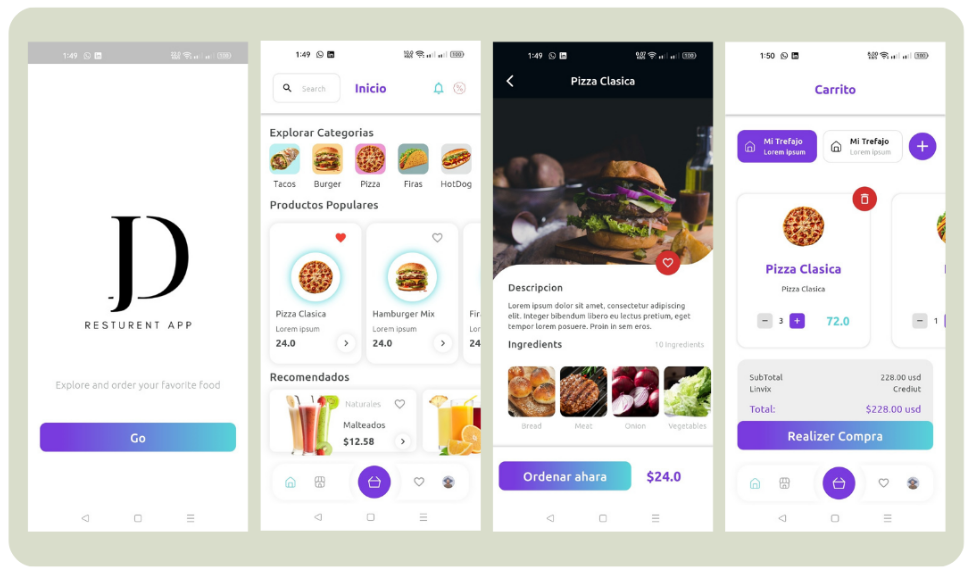 1:49
JD
RESTURENT APP
Explore and order your favorite food
Go
1:49
Search
Inicio
Explorar Categorias
Tacos
Burger
Pizza
Firas
HotDog
Productos Populares
Pizza Clasica
Lorem ipsum
24.0
Hamburger Mix
Lorem ipsum
24.0
Fir
Lor
24
Recomendados
Naturales
Malteados
$12.58
1:49
Pizza Clasica
Descripcion
Lorem ipsum dolor sit amet, consectetur adipiscing
elit. Integer bibendum libero eu lectus pretium, eget
tempor lorem posuere. Proin in sem eros.
Ingredients
10 Ingredients
Bread
Meat
Onion
Vegetables
Ordenar ahara
$24.0
1:50
Carrito
Mi Trefajo
Lorem Ipsum
Mi Trefajo
Lorem Ipsum
Pizza Clasica
Pizza Clasica
3
72.0
1
SubTotal
228.00 usd
Linvix
Crediut
Total:
$228.00 usd
Realizer Compra